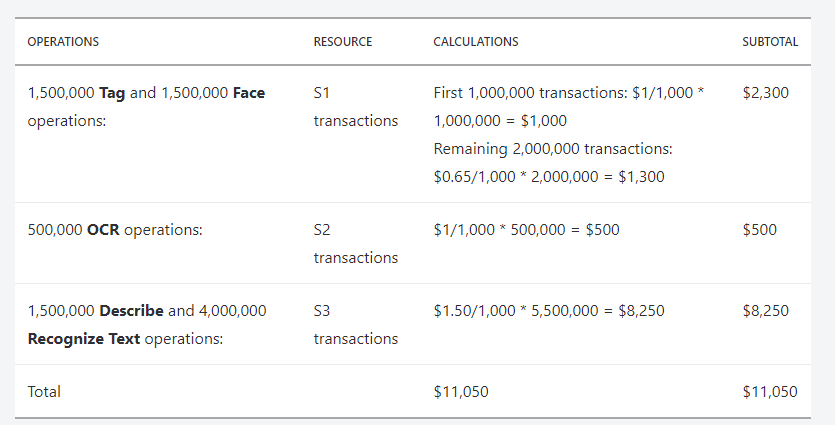 OPERATIONS RESOURCE CALCULATIONS SUBTOTAL
1,500,000 Tag and 1,500,000 Face operations:
S1 transactions
First 1,000,000 transactions: $1/1,000 *
1,000,000 = $1,000
Remaining 2,000,000 transactions:
$0.65/1,000 * 2,000,000 = $1,300
$2,300
500,000 OCR operations:
S2 transactions
$1/1,000 * 500,000 = $500
$500
1,500,000 Describe and 4,000,000
Recognize Text operations:
S3 transactions
$1.50/1,000 * 5,500,000 = $8,250
$8,250
Total $11,050 $11,050